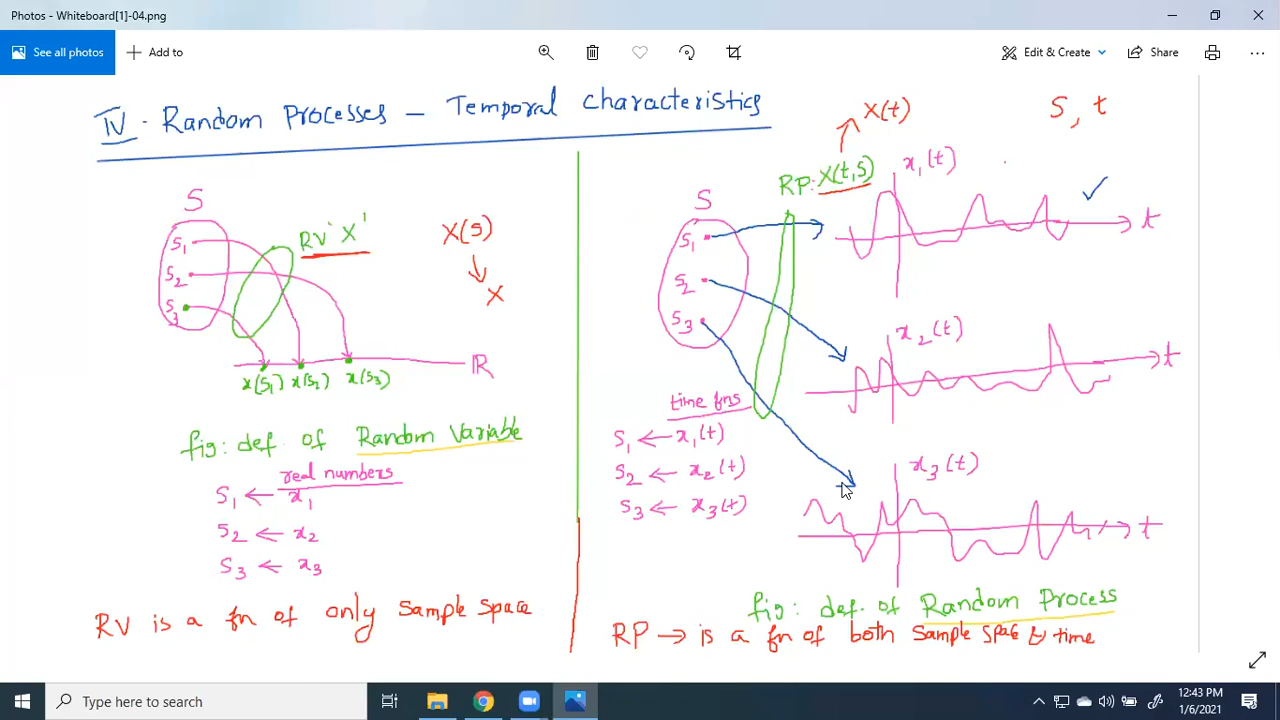 Photos - Whiteboard[1]-04.png
See all photos
Add to
Edit & Create
Share
IV. Random Processes – Temporal Characteristics
S
S1
S2
S3
RV 'X'
X(S)
X
x(S1) x(S2) x(S3)
R
fig: def. of Random Variable
real numbers
S1 ← x1
S2 ← x2
S3 ← x3
RV is a fn of only Sample Space
X(t)
S, t
RP: X(t,S)
S
S1
S2
S3
x1(t)
t
x2(t)
t
x3(t)
t
time fns
S1 ← x1(t)
S2 ← x2(t)
S3 ← x3(t)
fig: def. of Random Process
RP → is a fn of both Sample Space & time
Type here to search
12:43 PM
1/6/2021